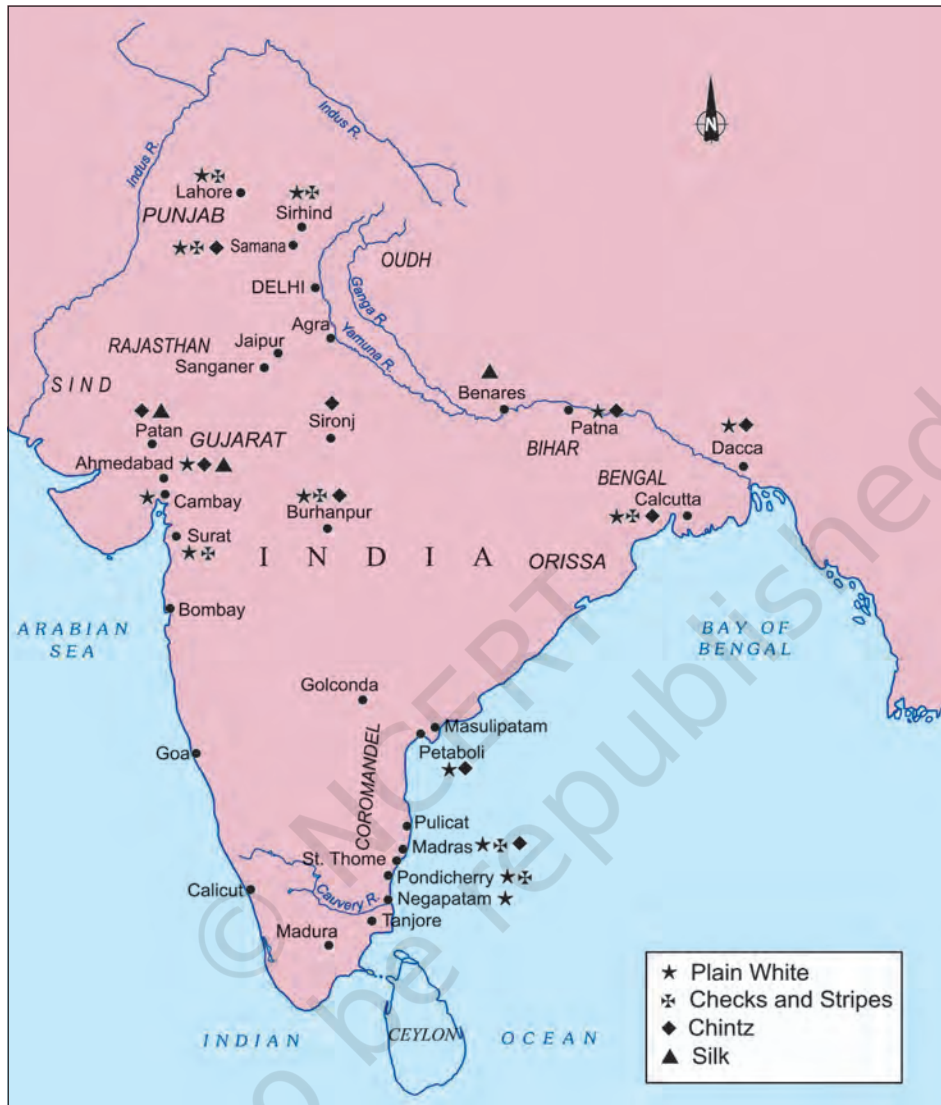 N
Indus R.
Indus R.
Lahore
PUNJAB
Sirhind
Samana
OUDH
DELHI
Ganga R.
Yamuna R.
Agra
RAJASTHAN
Jaipur
Sanganer
SIND
Benares
Patan
GUJARAT
Sironj
Patna
BIHAR
Dacca
Ahmedabad
Cambay
BENGAL
Calcutta
Burhanpur
Surat
INDIA
ORISSA
Bombay
ARABIAN
SEA
BAY OF
BENGAL
Golconda
Masulipatam
Petaboli
Goa
COROMANDEL
Pulicat
Madras
St. Thome
Pondicherry
Calicut
Cauvery R.
Negapatam
Tanjore
Madura
Plain White
Checks and Stripes
Chintz
Silk
CEYLON
INDIAN OCEAN
© NCERT
to be republished